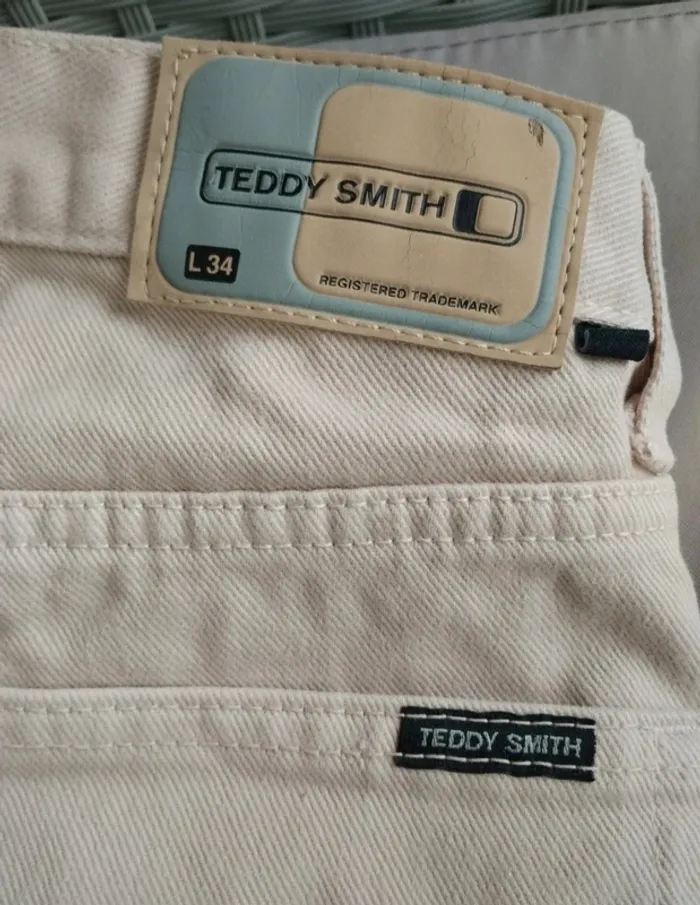 TEDDY SMITH
L 34
REGISTERED TRADEMARK
TEDDY SMITH